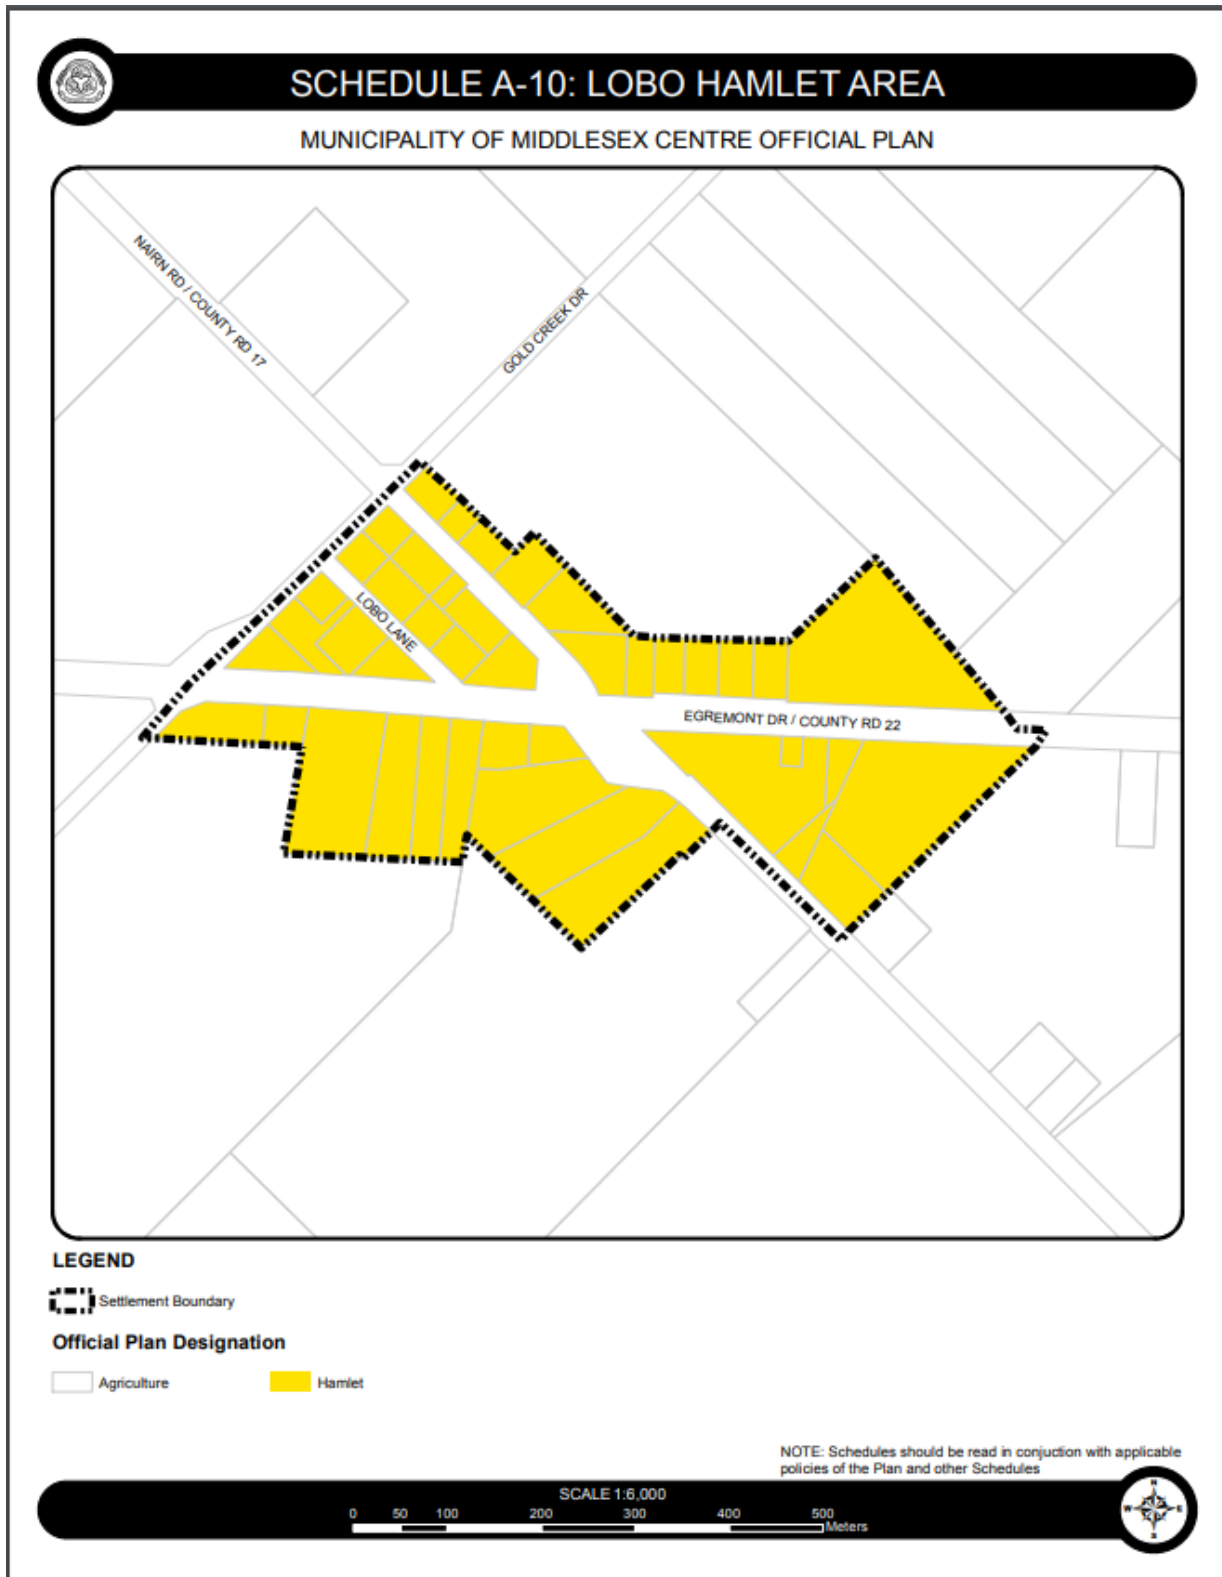 SCHEDULE A-10: LOBO HAMLET AREA
MUNICIPALITY OF MIDDLESEX CENTRE OFFICIAL PLAN
NAIRN RD / COUNTY RD 17
GOLD CREEK DR
LOBO LANE
EGREMONT DR / COUNTY RD 22
LEGEND
Settlement Boundary
Official Plan Designation
Agriculture
Hamlet
NOTE: Schedules should be read in conjuction with applicable
policies of the Plan and other Schedules
SCALE 1:6,000
0 50 100 200 300 400 500
Meters
N
W E
S